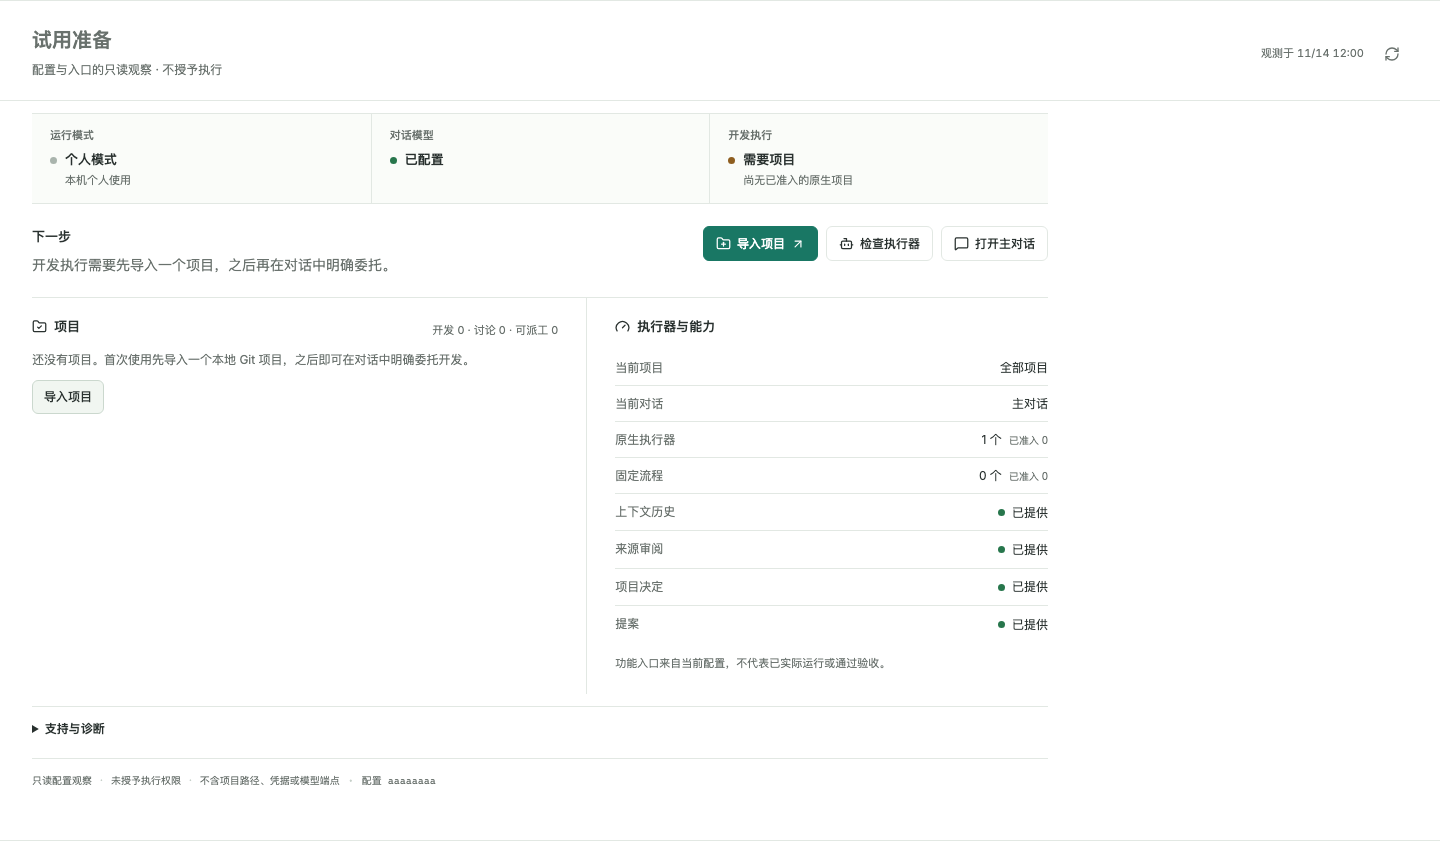 试用准备
配置与入口的只读观察 · 不授予执行
观测于 11/14 12:00
运行模式
个人模式
本机个人使用
对话模型
已配置
开发执行
需要项目
尚无已准入的原生项目
下一步
开发执行需要先导入一个项目，之后再在对话中明确委托。
导入项目
检查执行器
打开主对话
项目
开发 0 · 讨论 0 · 可派工 0
还没有项目。首次使用先导入一个本地 Git 项目，之后即可在对话中明确委托开发。
导入项目
执行器与能力
当前项目 全部项目
当前对话 主对话
原生执行器 1 个 已准入 0
固定流程 0 个 已准入 0
上下文历史 已提供
来源审阅 已提供
项目决定 已提供
提案 已提供
功能入口来自当前配置，不代表已实际运行或通过验收。
支持与诊断
只读配置观察 · 未授予执行权限 · 不含项目路径、凭据或模型端点 · 配置 aaaaaaaa